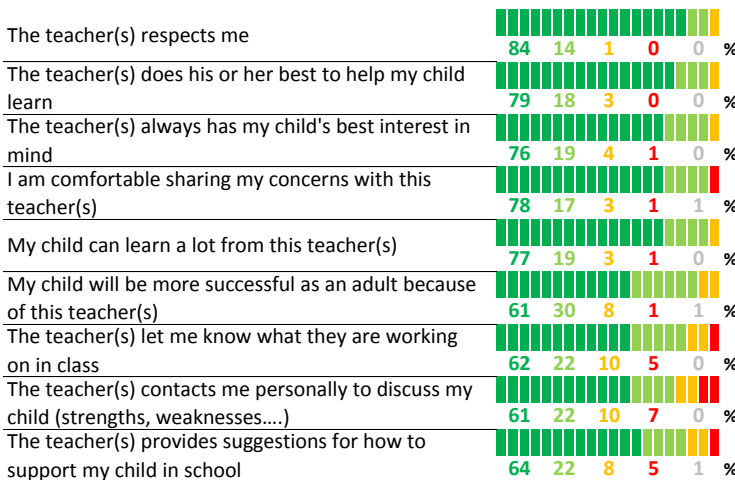 The teacher(s) respects me
84 14 1 0 0 %
The teacher(s) does his or her best to help my child
learn
79 18 3 0 0 %
The teacher(s) always has my child's best interest in
mind
76 19 4 1 0 %
I am comfortable sharing my concerns with this
teacher(s)
78 17 3 1 1 %
My child can learn a lot from this teacher(s)
77 19 3 1 0 %
My child will be more successful as an adult because
of this teacher(s)
61 30 8 1 1 %
The teacher(s) let me know what they are working
on in class
62 22 10 5 0 %
The teacher(s) contacts me personally to discuss my
child (strengths, weaknesses....)
61 22 10 7 0 %
The teacher(s) provides suggestions for how to
support my child in school
64 22 8 5 1 %